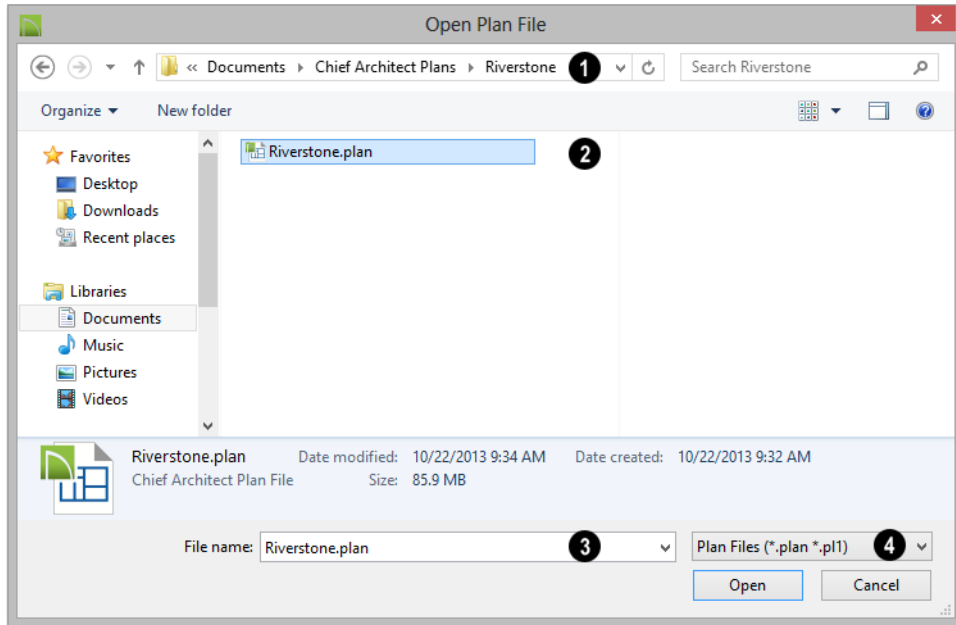 Open Plan File
« Documents Chief Architect Plans Riverstone 1 Search Riverstone
Organize New folder
Favorites
Riverstone.plan 2
Desktop
Downloads
Recent places
Libraries
Documents
Music
Pictures
Videos
Riverstone.plan Date modified: 10/22/2013 9:34 AM Date created: 10/22/2013 9:32 AM
Chief Architect Plan File Size: 85.9 MB
File name: Riverstone.plan 3 Plan Files (*.plan *.pl1) 4
Open Cancel